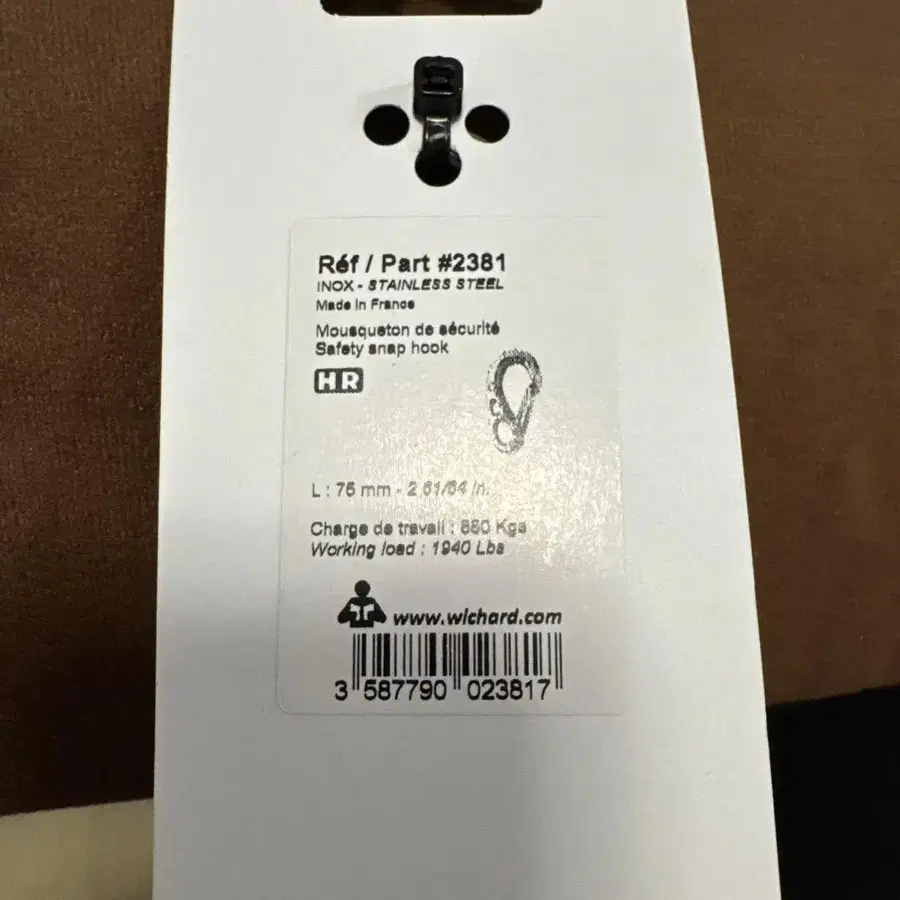 Réf / Part #2381
INOX - STAINLESS STEEL
Made in France
Mousqueton de sécurité
Safety snap hook
HR
L : 75 mm - 2 61/64 in.
Charge de travail : 880 Kgs
Working load : 1940 Lbs
www.wichard.com
3 587790 023817